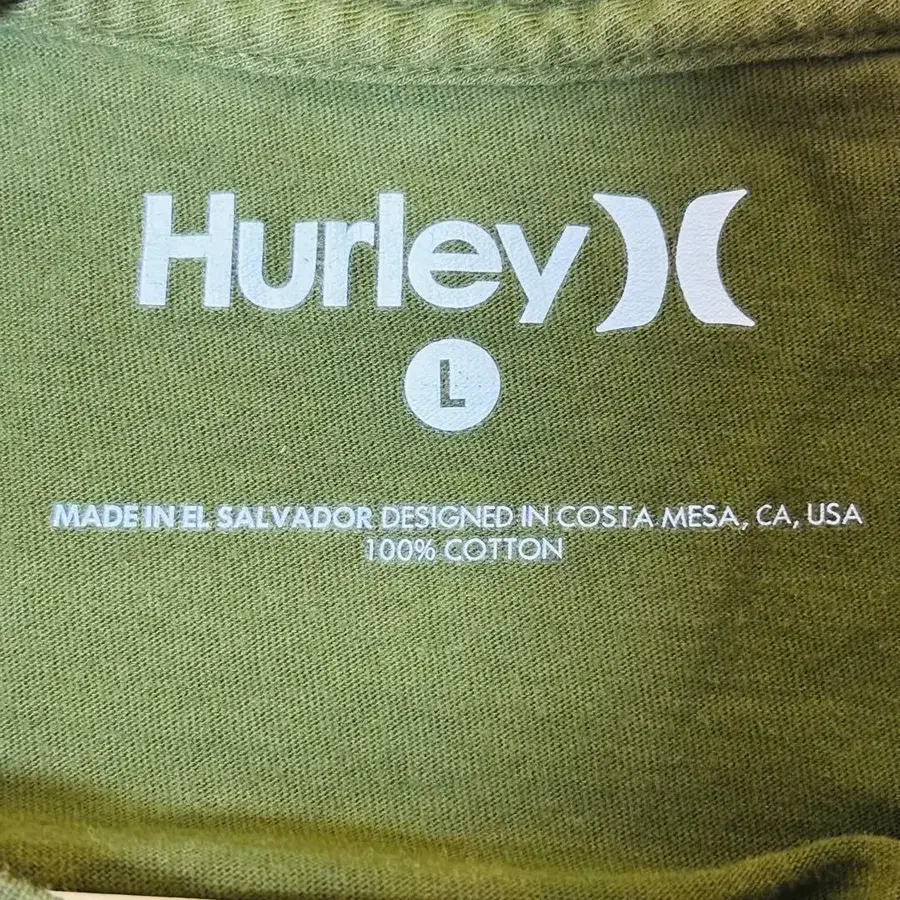 Hurley
L
MADE IN EL SALVADOR DESIGNED IN COSTA MESA, CA, USA
100% COTTON